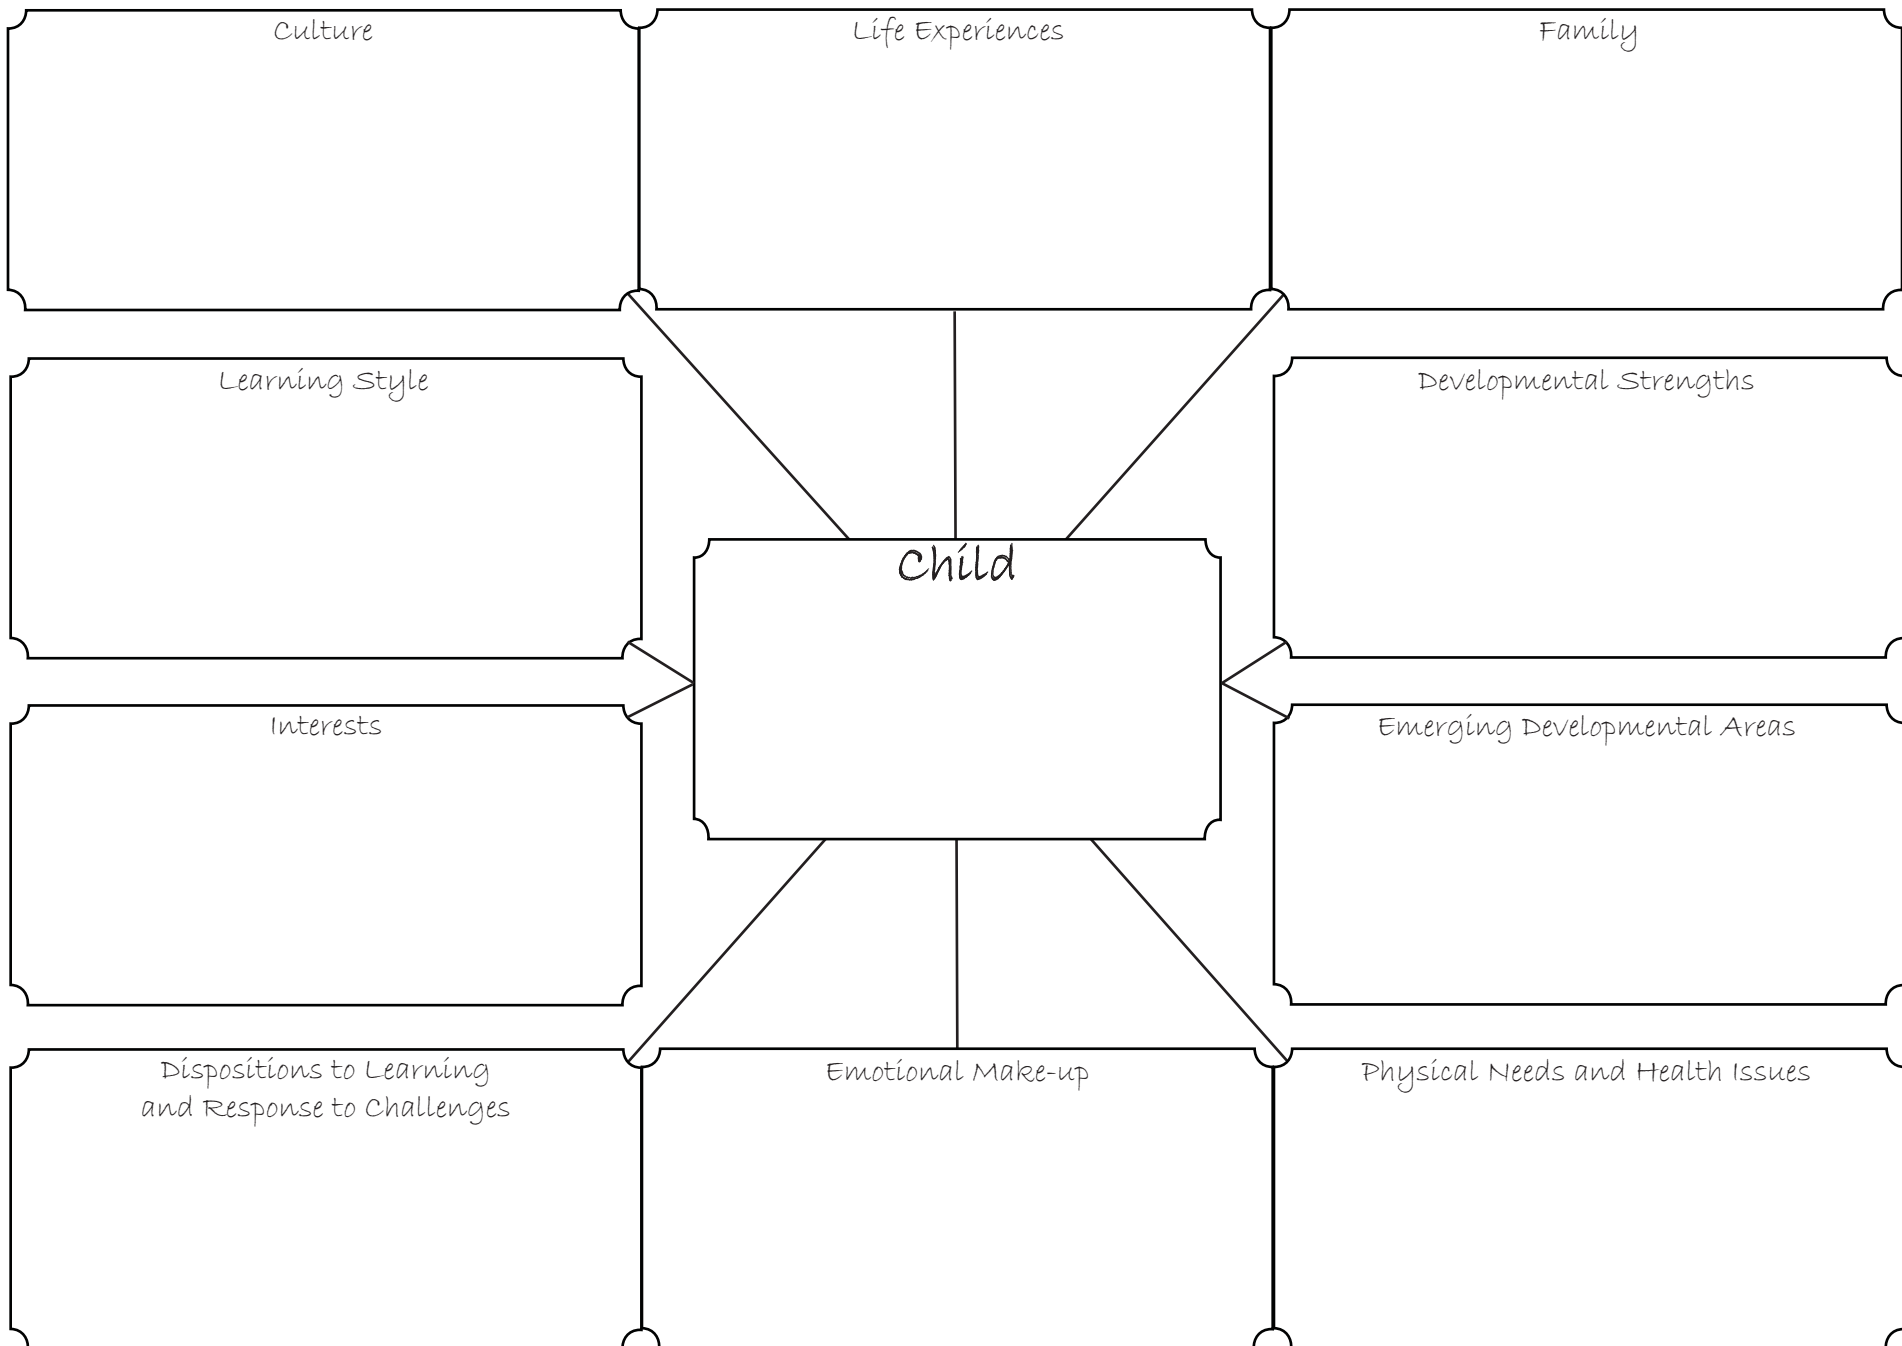 Culture
Life Experiences
Family
Learning Style
Developmental Strengths
Child
Interests
Emerging Developmental Areas
Dispositions to Learning
and Response to Challenges
Emotional Make-up
Physical Needs and Health Issues